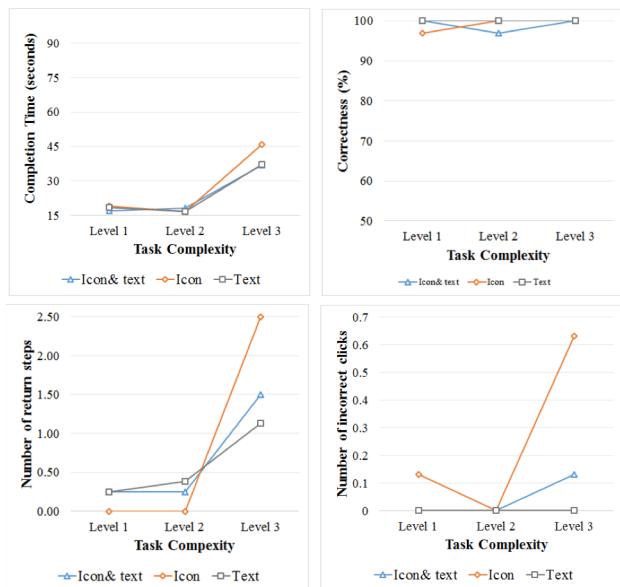 Completion Time (seconds)
90
75
60
45
30
15
Level 1 Level 2 Level 3
Task Complexity
Icon& text Icon Text
Correctness (%)
100
90
80
70
60
50
Level 1 Level 2 Level 3
Task Complexity
Icon& text Icon Text
Number of return steps
2.50
2.00
1.50
1.00
0.50
0.00
Level 1 Level 2 Level 3
Task Compexity
Icon& text Icon Text
Number of incorrect clicks
0.7
0.6
0.5
0.4
0.3
0.2
0.1
0
Level 1 Level 2 Level 3
Task Complexity
Icon& text Icon Text